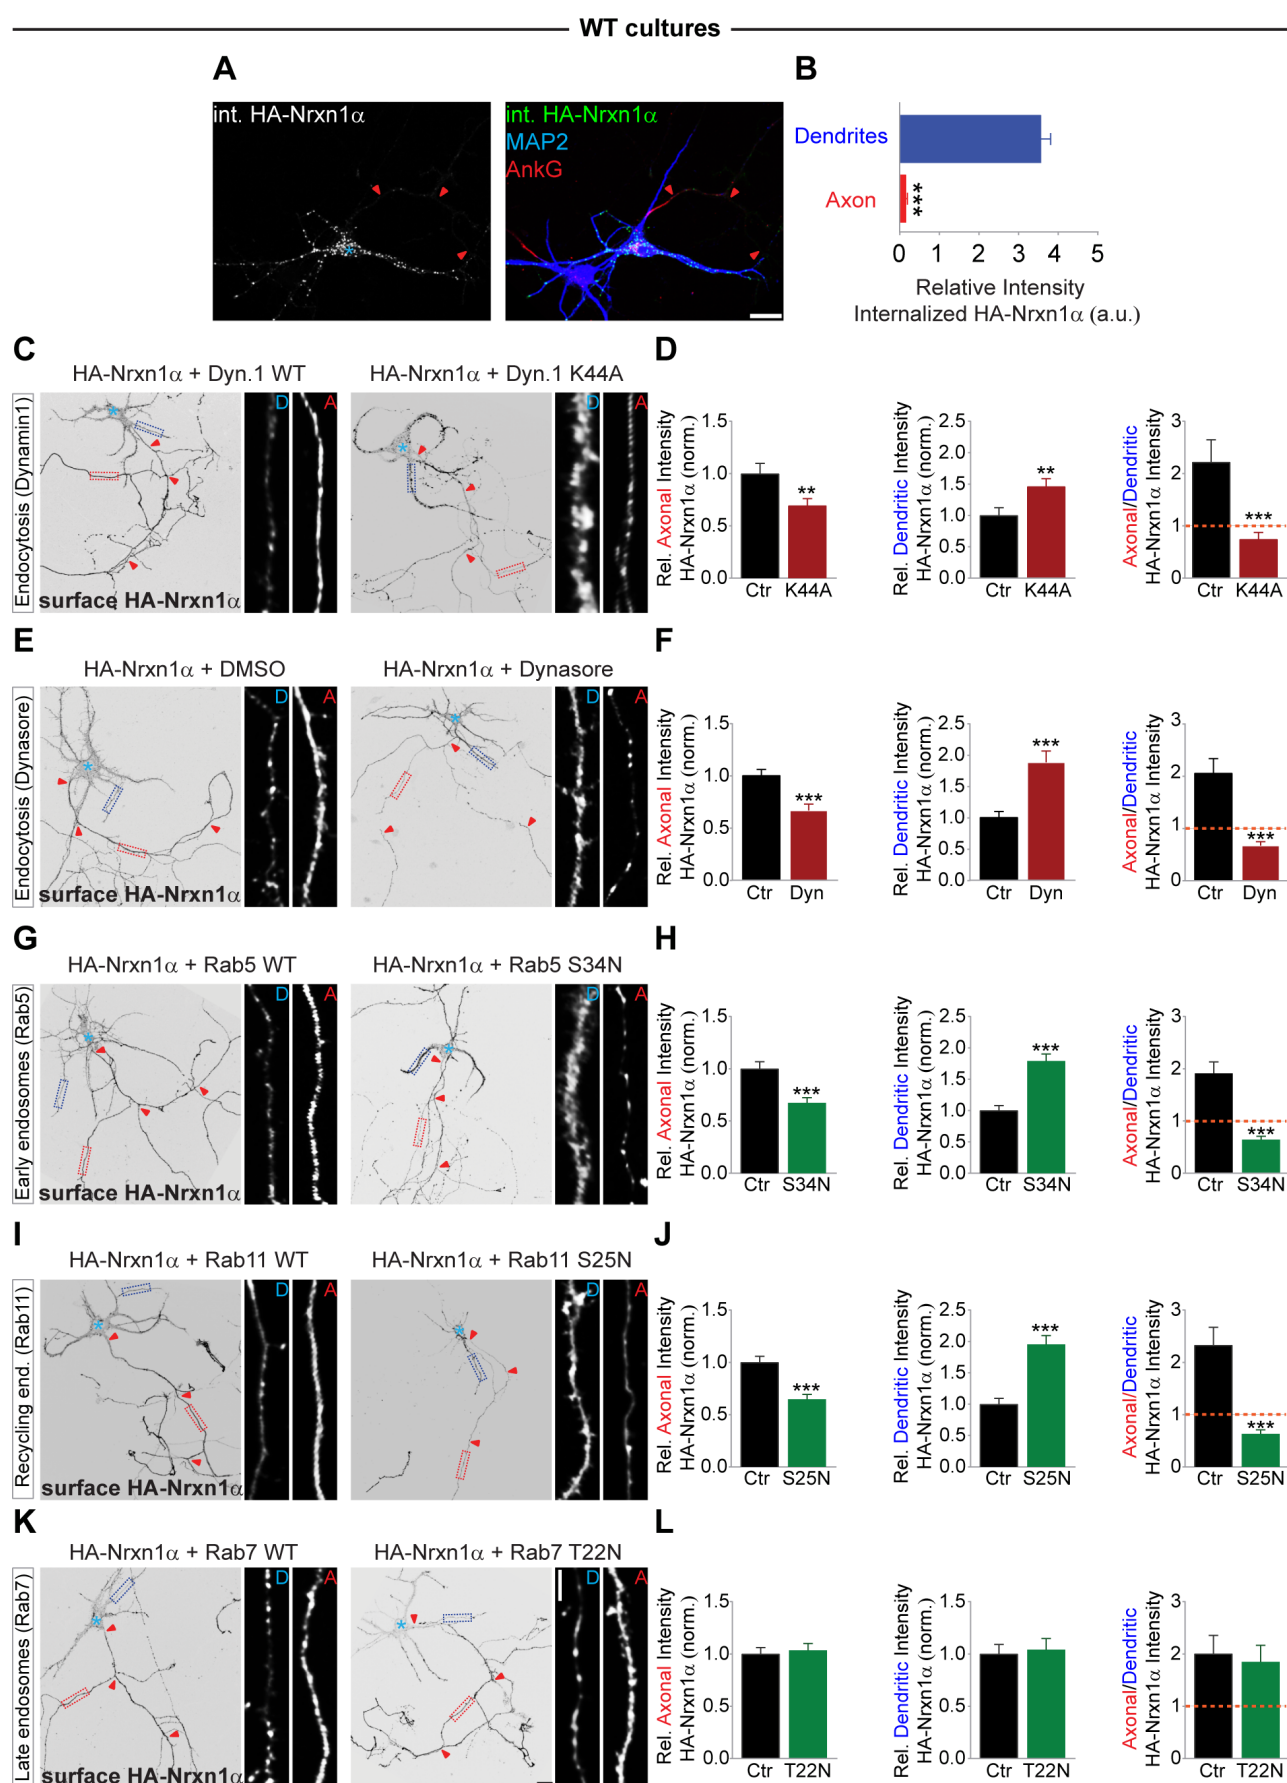 WT cultures
A
int. HA-Nrxn1α
int. HA-Nrxn1α
MAP2
AnkG
B
Dendrites
Axon
***
0 1 2 3 4 5
Relative Intensity
Internalized HA-Nrxn1α (a.u.)
C
HA-Nrxn1α + Dyn.1 WT
HA-Nrxn1α + Dyn.1 K44A
Endocytosis (Dynamin1)
*
D
A
*
D
A
surface HA-Nrxn1α
D
Rel. Axonal Intensity
HA-Nrxn1α (norm.)
1.5
1.0
0.5
0.0
**
Ctr K44A
Rel. Dendritic Intensity
HA-Nrxn1α (norm.)
2.5
2.0
1.5
1.0
0.5
0.0
**
Ctr K44A
Axonal/Dendritic
HA-Nrxn1α Intensity
3
2
1
0
***
Ctr K44A
E
HA-Nrxn1α + DMSO
HA-Nrxn1α + Dynasore
Endocytosis (Dynasore)
*
D
A
*
D
A
surface HA-Nrxn1α
F
Rel. Axonal Intensity
HA-Nrxn1α (norm.)
1.5
1.0
0.5
0.0
***
Ctr Dyn
Rel. Dendritic Intensity
HA-Nrxn1α (norm.)
2.5
2.0
1.5
1.0
0.5
0.0
***
Ctr Dyn
Axonal/Dendritic
HA-Nrxn1α Intensity
3
2
1
0
***
Ctr Dyn
G
HA-Nrxn1α + Rab5 WT
HA-Nrxn1α + Rab5 S34N
Early endosomes (Rab5)
*
D
A
*
D
A
surface HA-Nrxn1α
H
Rel. Axonal Intensity
HA-Nrxn1α (norm.)
1.5
1.0
0.5
0.0
***
Ctr S34N
Rel. Dendritic Intensity
HA-Nrxn1α (norm.)
2.5
2.0
1.5
1.0
0.5
0.0
***
Ctr S34N
Axonal/Dendritic
HA-Nrxn1α Intensity
3
2
1
0
***
Ctr S34N
I
HA-Nrxn1α + Rab11 WT
HA-Nrxn1α + Rab11 S25N
Recycling end. (Rab11)
*
D
A
*
D
A
surface HA-Nrxn1α
J
Rel. Axonal Intensity
HA-Nrxn1α (norm.)
1.5
1.0
0.5
0.0
***
Ctr S25N
Rel. Dendritic Intensity
HA-Nrxn1α (norm.)
2.5
2.0
1.5
1.0
0.5
0.0
***
Ctr S25N
Axonal/Dendritic
HA-Nrxn1α Intensity
3
2
1
0
***
Ctr S25N
K
HA-Nrxn1α + Rab7 WT
HA-Nrxn1α + Rab7 T22N
Late endosomes (Rab7)
*
D
A
*
D
A
surface HA-Nrxn1α
L
Rel. Axonal Intensity
HA-Nrxn1α (norm.)
1.5
1.0
0.5
0.0
Ctr T22N
Rel. Dendritic Intensity
HA-Nrxn1α (norm.)
1.5
1.0
0.5
0.0
Ctr T22N
Axonal/Dendritic
HA-Nrxn1α Intensity
3
2
1
0
Ctr T22N